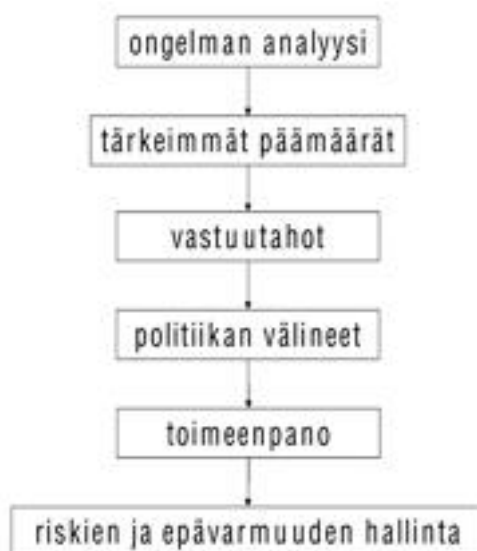 ongelman analyysi
tärkeimmät päämäärät
vastuutahot
politiikan välineet
toimeenpano
riskien ja epävarmuuden hallinta